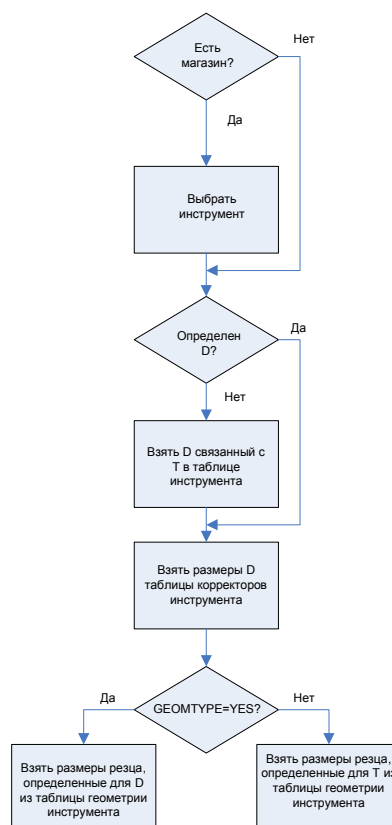 Есть
магазин?
Нет
Да
Выбрать
инструмент
Определен
D?
Да
Нет
Взять D связанный с
T в таблице
инструмента
Взять размеры D
таблицы корректоров
инструмента
GEOMTYPE=YES?
Да
Нет
Взять размеры резца,
определенные для D
из таблицы геометрии
инструмента
Взять размеры резца,
определенные для T из
таблицы геометрии
инструмента